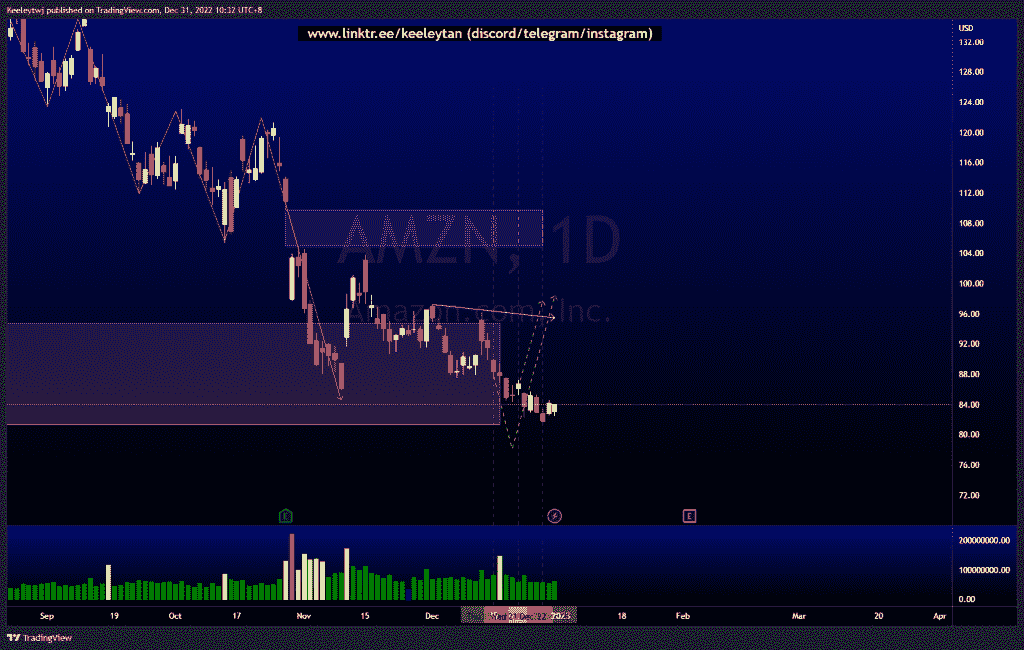 Keeleytwj published on TradingView.com, Dec 31, 2022 10:32 UTC+8
www.linktr.ee/keeleytan (discord/telegram/instagram)
USD
132.00
128.00
124.00
120.00
116.00
112.00
108.00
104.00
100.00
96.00
92.00
88.00
84.00
80.00
76.00
72.00
AMZN, 1D
Amazon.com, Inc.
E
E
200000000.00
100000000.00
0.00
Sep
19
Oct
17
Nov
15
Dec
Wed 21 Dec '22
2023
18
Feb
Mar
20
Apr
TradingView